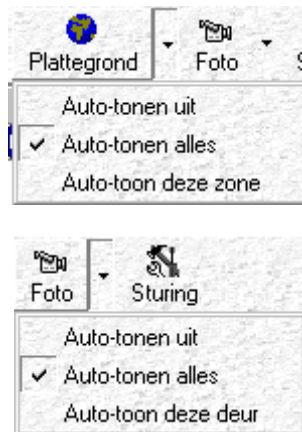 Plattegrond Foto
Auto-tonen uit
Auto-tonen alles
Auto-toon deze zone
Foto Sturing
Auto-tonen uit
Auto-tonen alles
Auto-toon deze deur